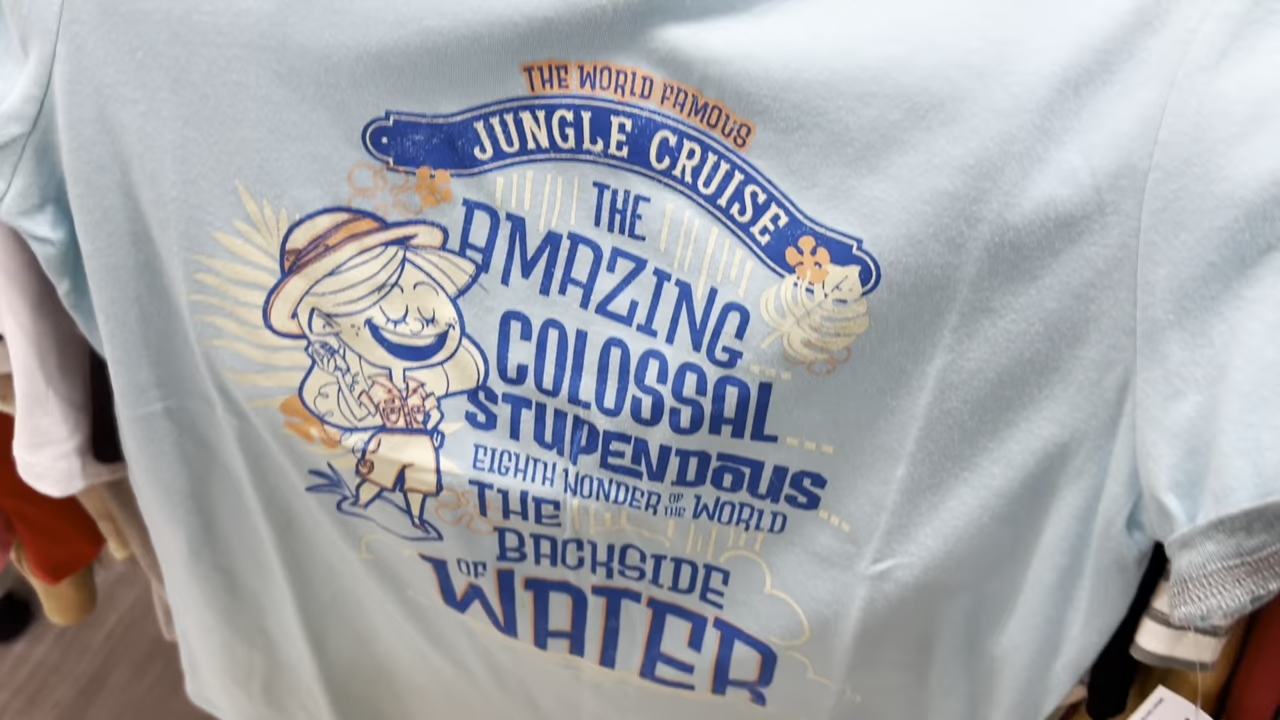 THE WORLD FAMOUS
JUNGLE CRUISE
THE
AMAZING
COLOSSAL
STUPENDOUS
EIGHTH WONDER OF THE WORLD
THE
BACKSIDE
OF WATER